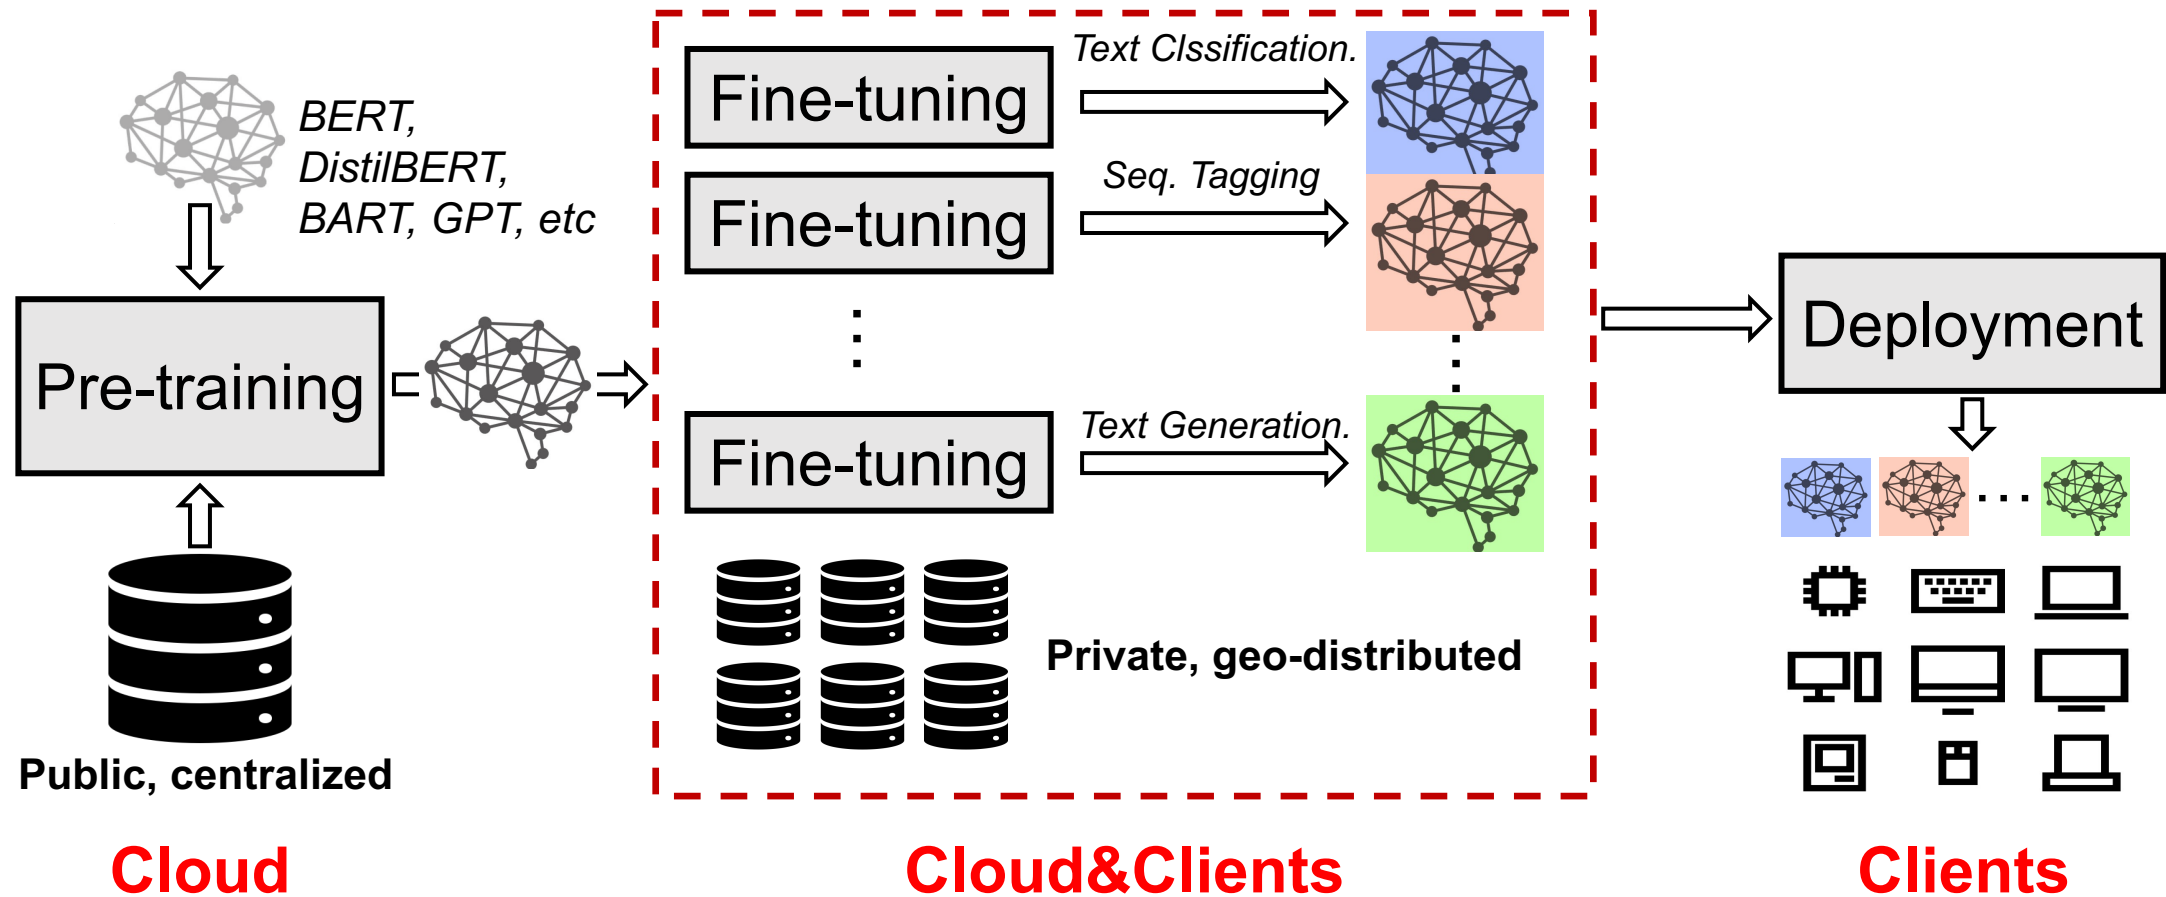 BERT,
DistilBERT,
BART, GPT, etc
Pre-training
Public, centralized
Cloud
Fine-tuning
Text Clssification.
Fine-tuning
Seq. Tagging
Fine-tuning
Text Generation.
Private, geo-distributed
Cloud&Clients
Deployment
Clients